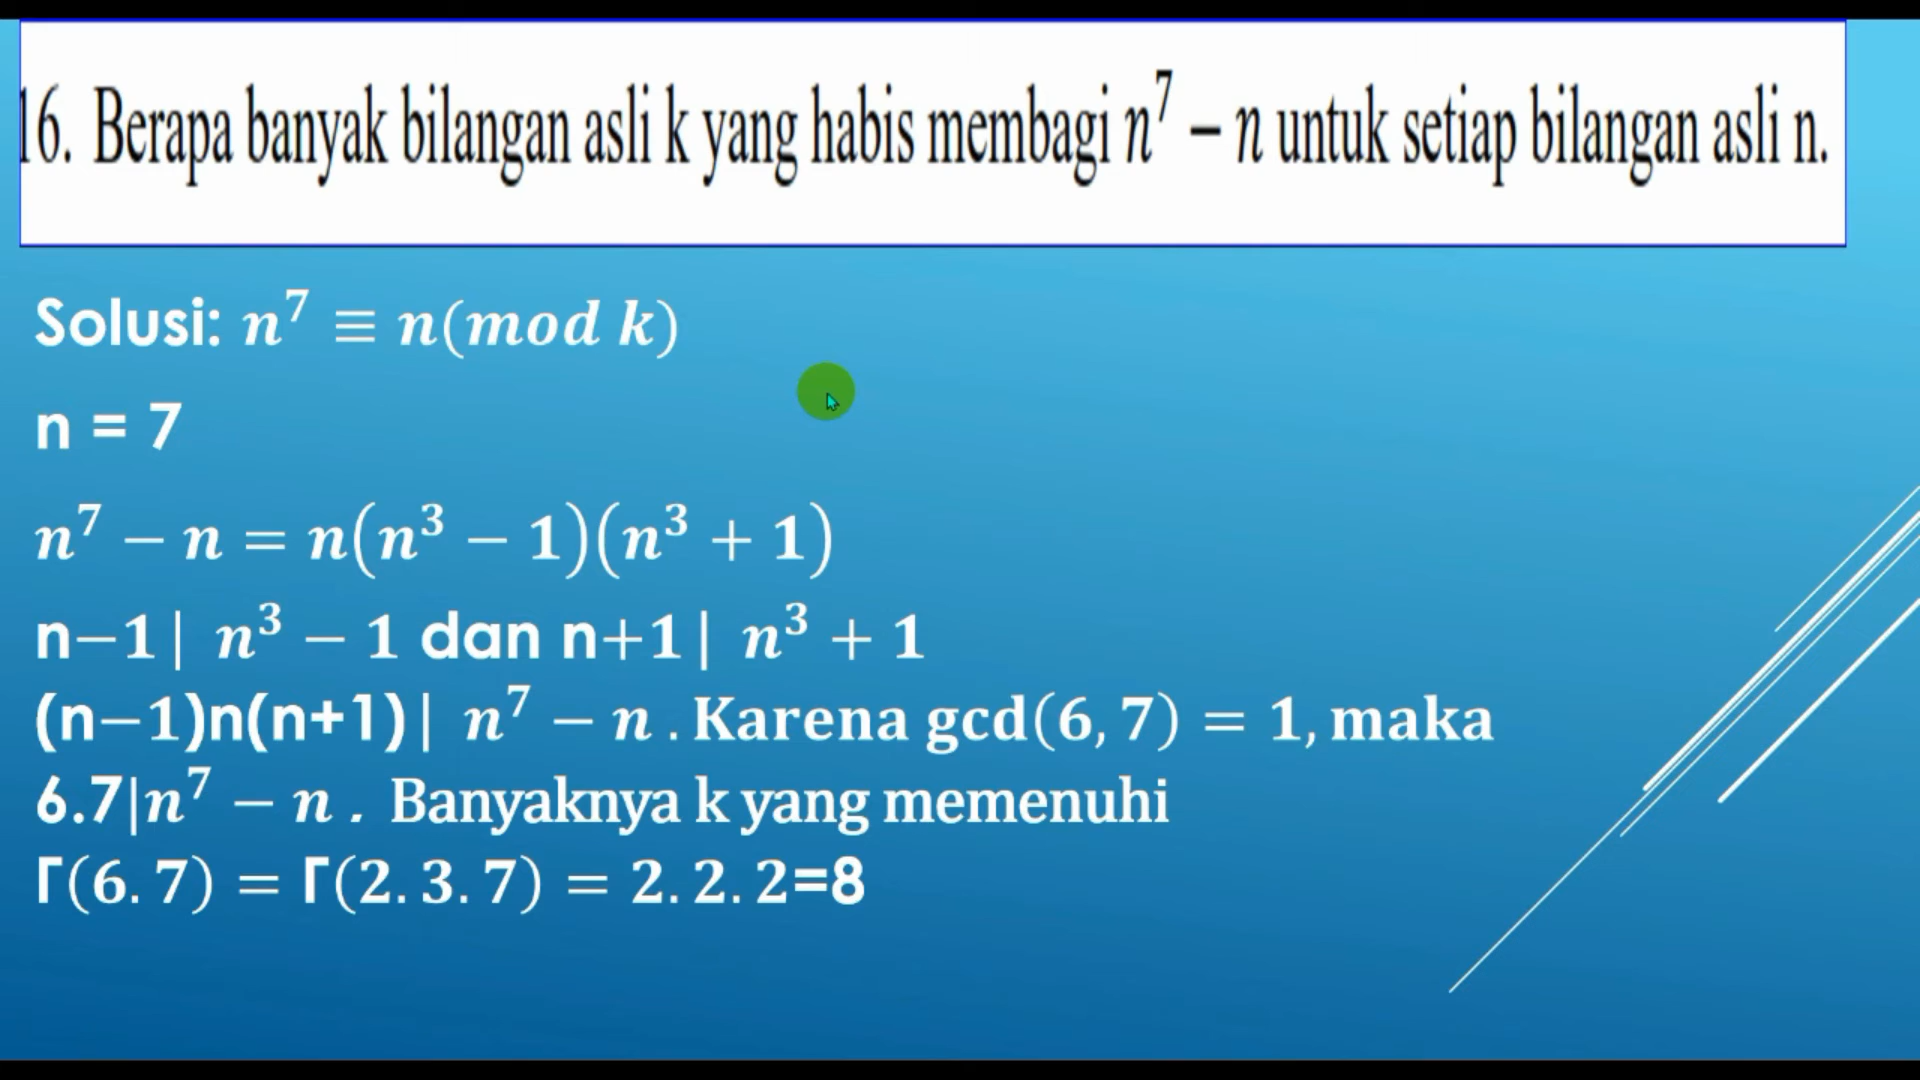 16. Berapa banyak bilangan asli k yang habis membagi n⁷ − n untuk setiap bilangan asli n.
Solusi: n⁷ ≡ n(mod k)
n = 7
n⁷ − n = n(n³ − 1)(n³ + 1)
n−1| n³ − 1 dan n+1| n³ + 1
(n−1)n(n+1)| n⁷ − n . Karena gcd(6, 7) = 1, maka
6.7|n⁷ − n . Banyaknya k yang memenuhi
Γ(6. 7) = Γ(2. 3. 7) = 2. 2. 2=8